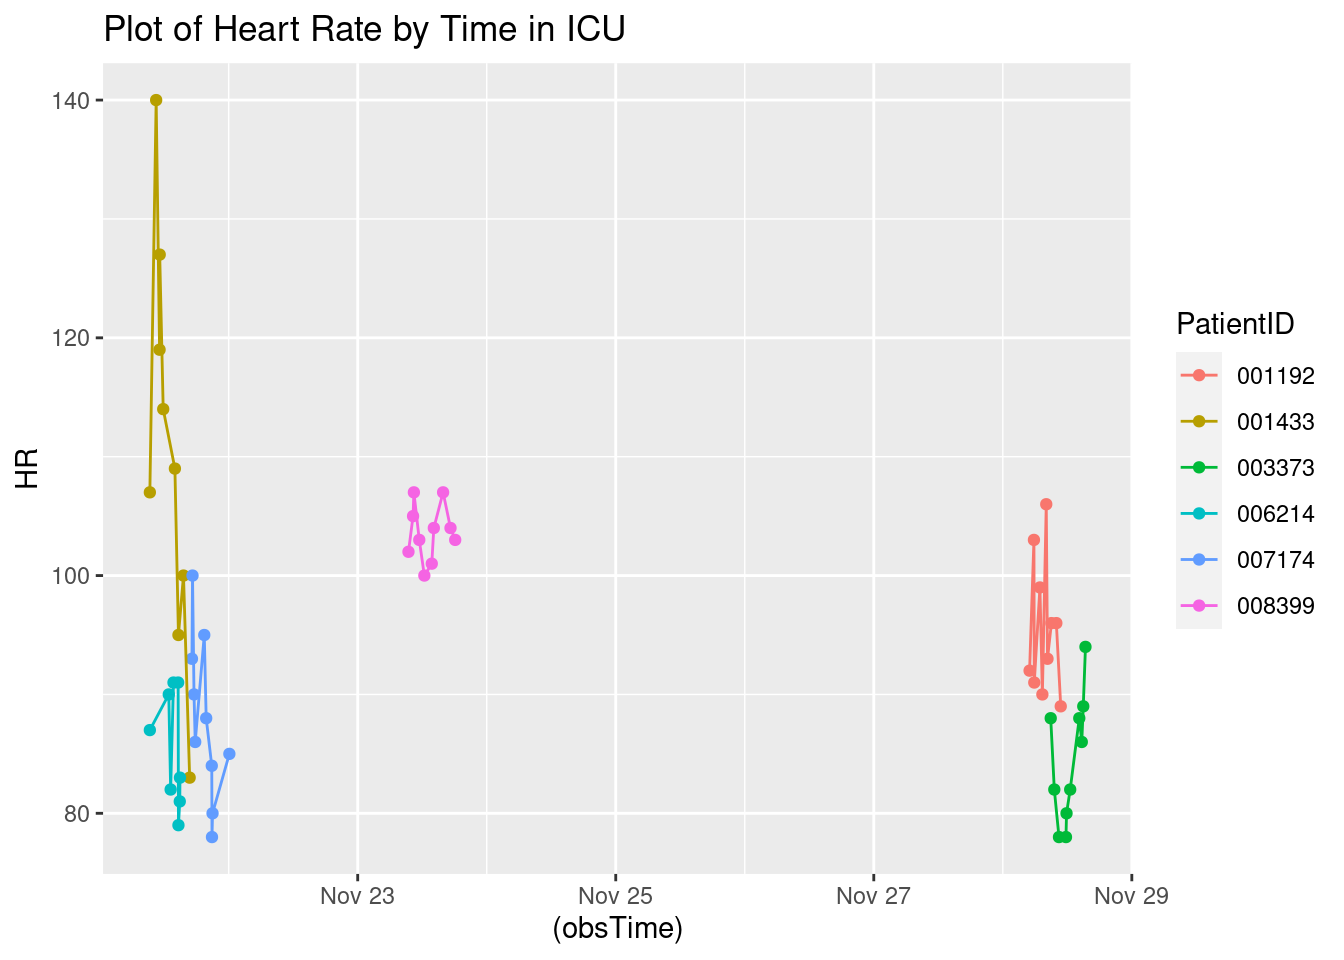 Plot of Heart Rate by Time in ICU
140
120
100
80
HR
Nov 23
Nov 25
Nov 27
Nov 29
(obsTime)
PatientID
001192
001433
003373
006214
007174
008399